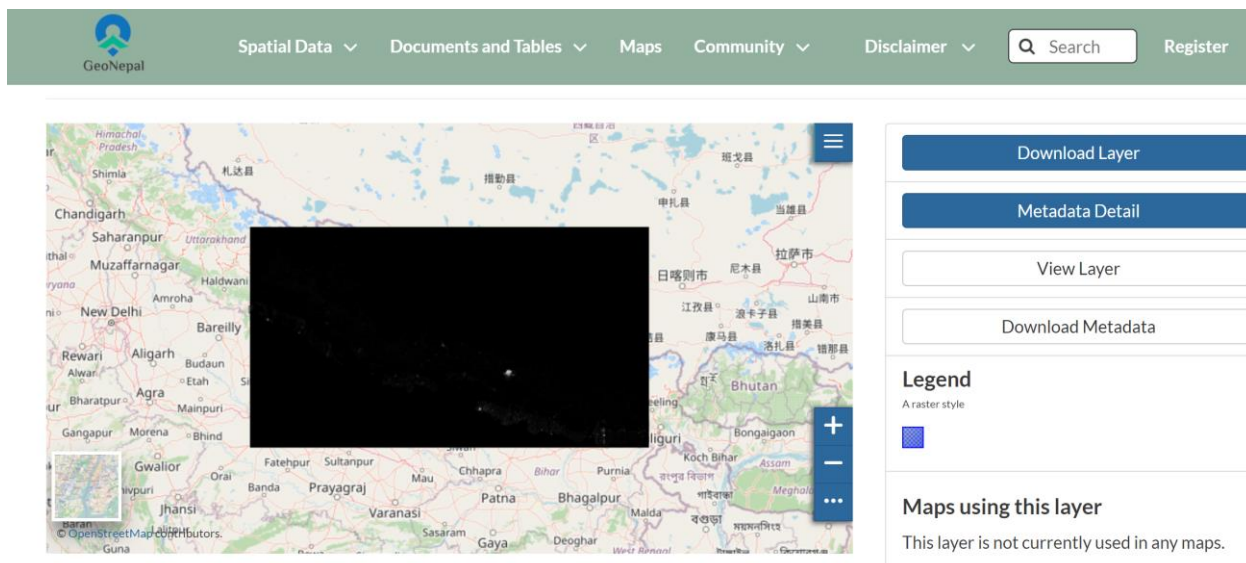 GeoNepal
Spatial Data
Documents and Tables
Maps
Community
Disclaimer
Search
Register
Himachal
Pradesh
Shimla
札达县
措勤县
班戈县
申扎县
当雄县
Chandigarh
Saharanpur
Uttarakhand
Muzaffarnagar
Haldwani
拉萨市
日喀则市
尼木县
Amroha
New Delhi
Bareilly
江孜县
浪卡子县
山南市
措美县
康马县
洛扎县
错那县
Rewari
Aligarh
Budaun
Alwar
Etah
Bharatpur
Agra
Mainpuri
Bhutan
Gangapur
Morena
Bhind
Bongaigaon
Gwalior
Orai
Fatehpur
Sultanpur
Mau
Chhapra
Bihar
Purnia
Koch Bihar
Assam
Banda
Prayagraj
Patna
Bhagalpur
Malda
Jhansi
Varanasi
Sasaram
Gaya
Deoghar
West Bengal
© OpenStreetMap contributors.
Guna
Download Layer
Metadata Detail
View Layer
Download Metadata
Legend
A raster style
Maps using this layer
This layer is not currently used in any maps.